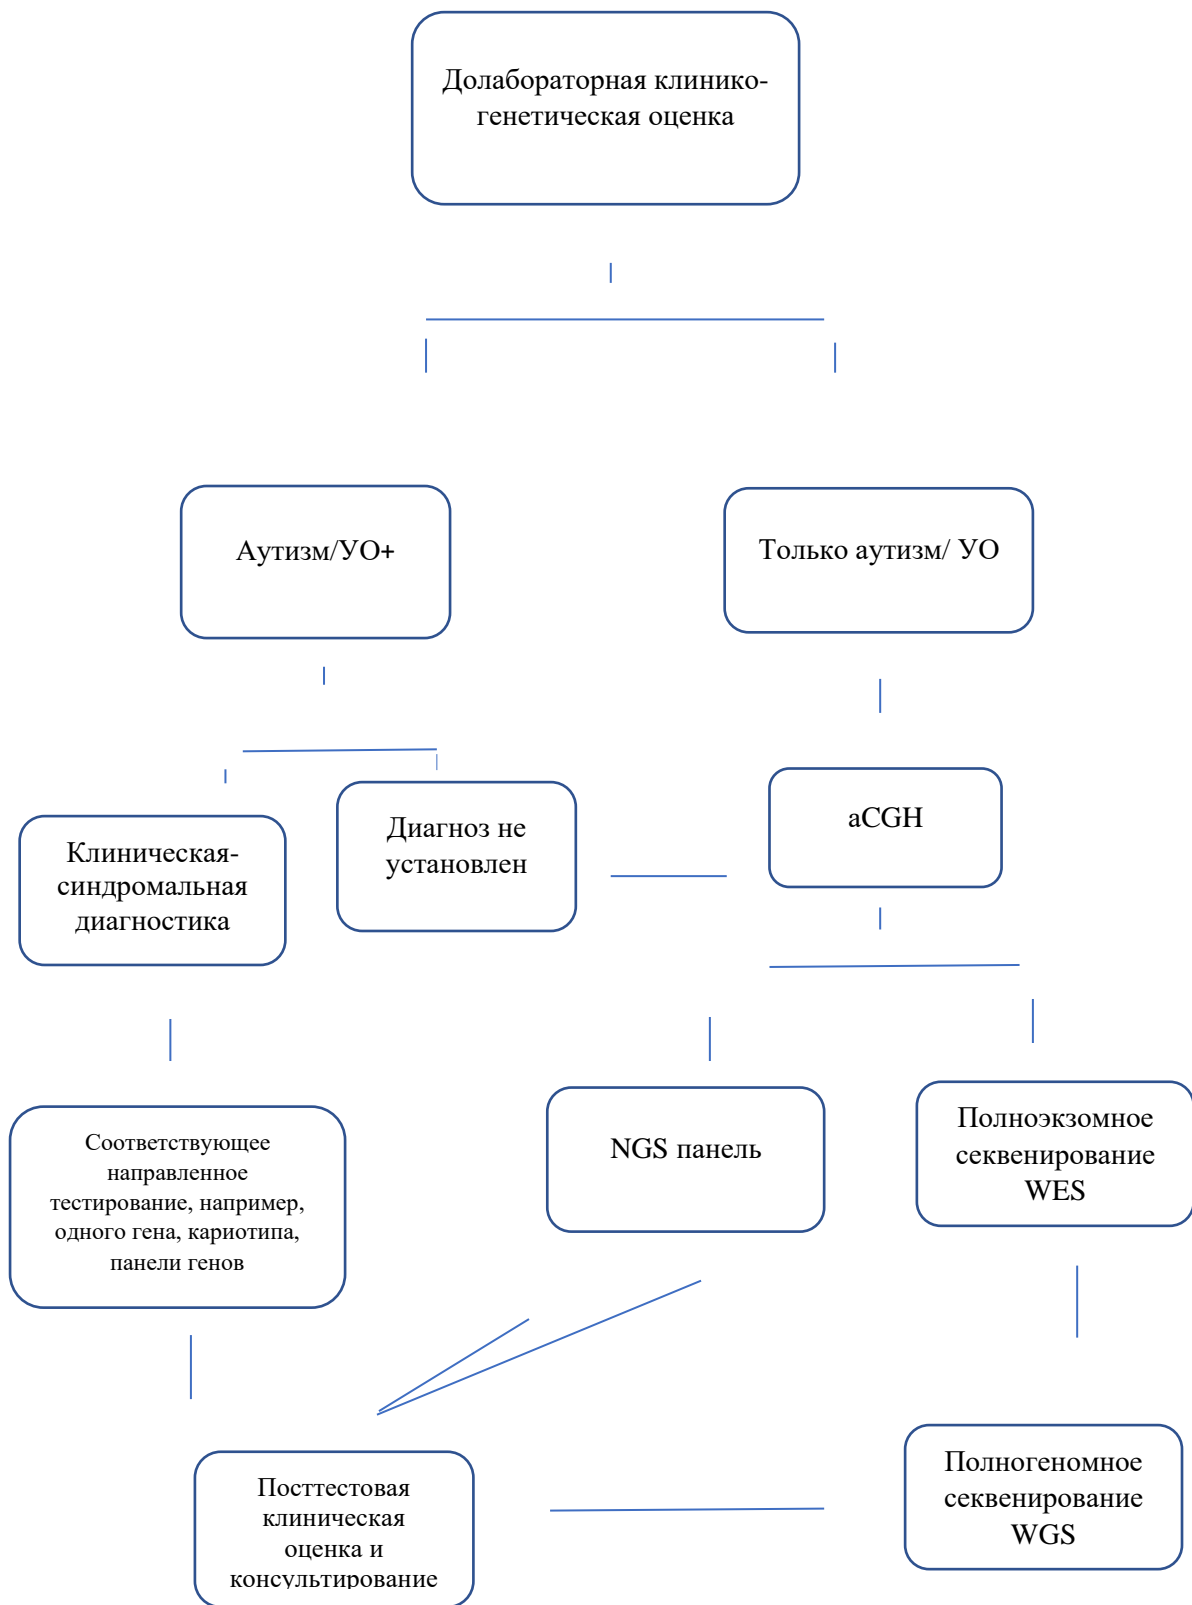 Долабораторная клинико-
генетическая оценка
Аутизм/УО+
Только аутизм/ УО
Клиническая-
синдромальная
диагностика
Диагноз не
установлен
aCGH
Соответствующее
направленное
тестирование, например,
одного гена, кариотипа,
панели генов
NGS панель
Полноэкзомное
секвенирование
WES
Посттестовая
клиническая
оценка и
консультирование
Полногеномное
секвенирование
WGS